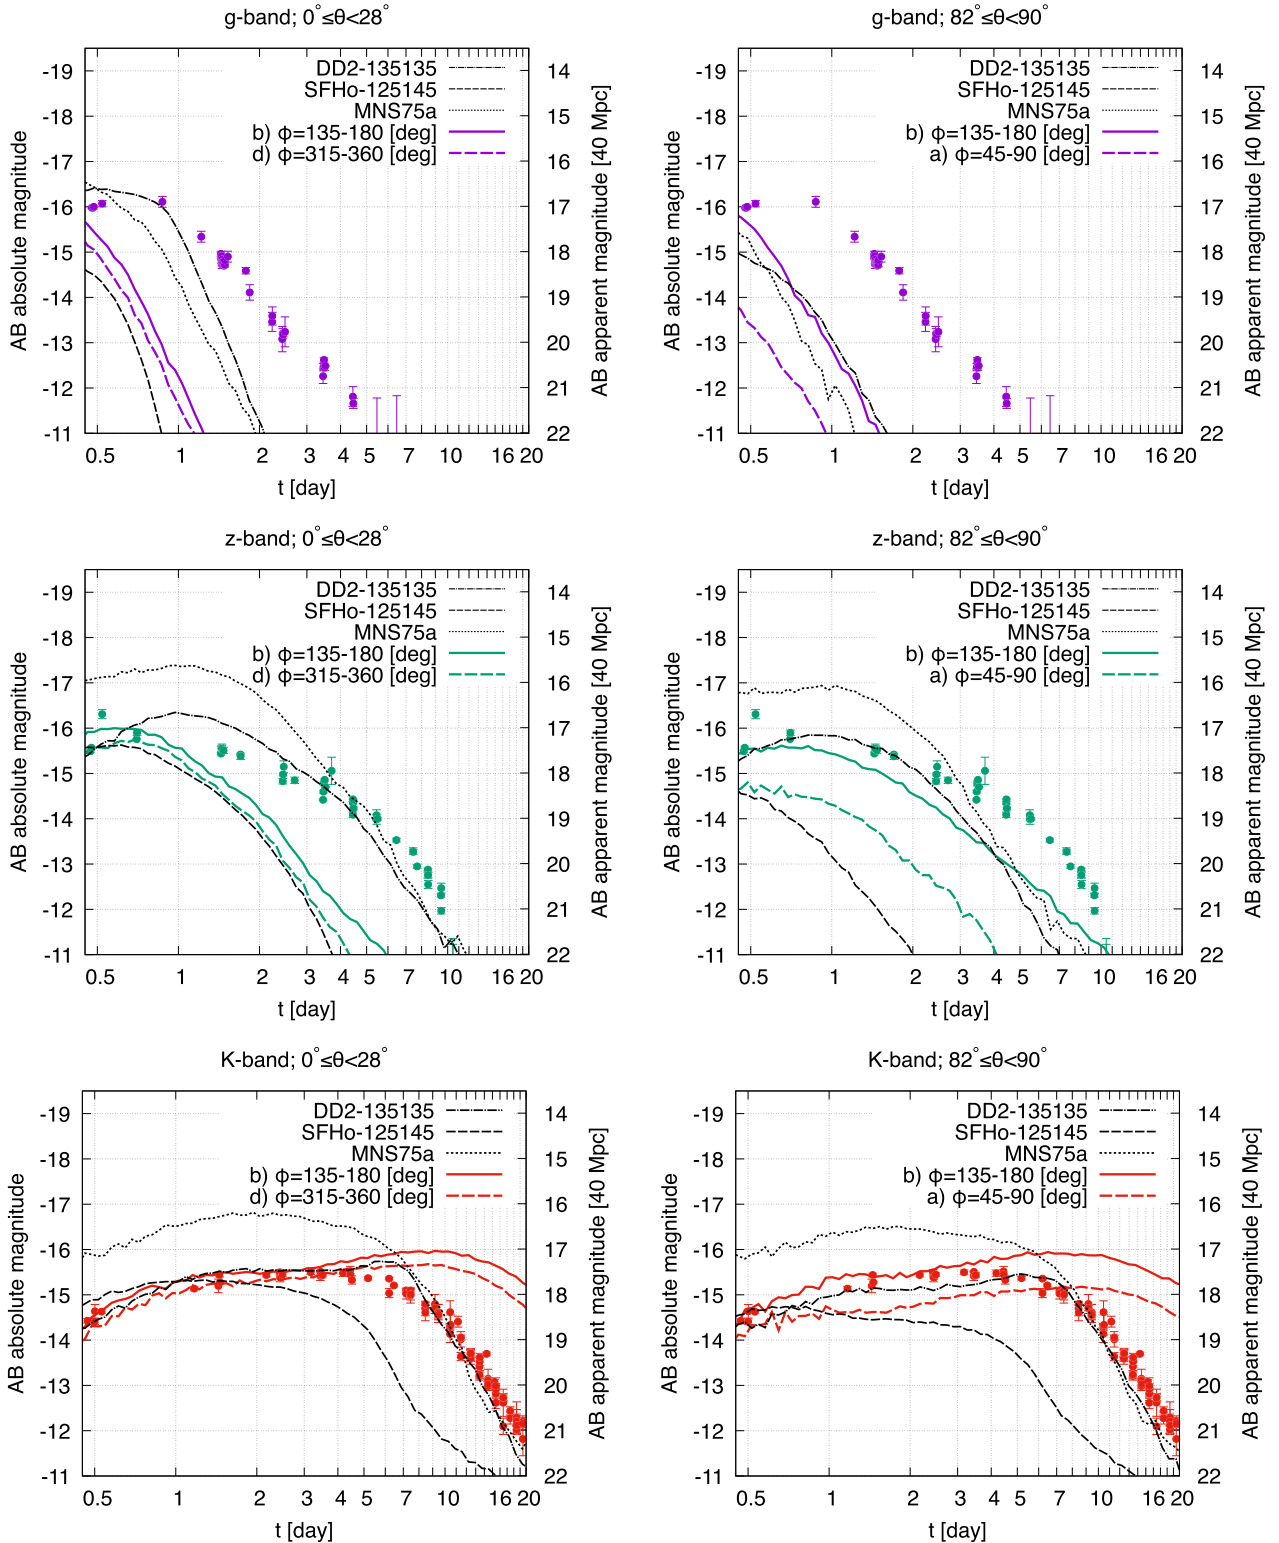 g-band; 0°≤θ<28°
DD2-135135
SFHo-125145
MNS75a
b) ϕ=135-180 [deg]
d) ϕ=315-360 [deg]
AB absolute magnitude
-19
-18
-17
-16
-15
-14
-13
-12
-11
14
15
16
17
18
19
20
21
22
AB apparent magnitude [40 Mpc]
0.5 1 2 3 4 5 7 10 16 20
t [day]
g-band; 82°≤θ<90°
DD2-135135
SFHo-125145
MNS75a
b) ϕ=135-180 [deg]
a) ϕ=45-90 [deg]
AB absolute magnitude
-19
-18
-17
-16
-15
-14
-13
-12
-11
14
15
16
17
18
19
20
21
22
AB apparent magnitude [40 Mpc]
0.5 1 2 3 4 5 7 10 16 20
t [day]
z-band; 0°≤θ<28°
DD2-135135
SFHo-125145
MNS75a
b) ϕ=135-180 [deg]
d) ϕ=315-360 [deg]
AB absolute magnitude
-19
-18
-17
-16
-15
-14
-13
-12
-11
14
15
16
17
18
19
20
21
22
AB apparent magnitude [40 Mpc]
0.5 1 2 3 4 5 7 10 16 20
t [day]
z-band; 82°≤θ<90°
DD2-135135
SFHo-125145
MNS75a
b) ϕ=135-180 [deg]
a) ϕ=45-90 [deg]
AB absolute magnitude
-19
-18
-17
-16
-15
-14
-13
-12
-11
14
15
16
17
18
19
20
21
22
AB apparent magnitude [40 Mpc]
0.5 1 2 3 4 5 7 10 16 20
t [day]
K-band; 0°≤θ<28°
DD2-135135
SFHo-125145
MNS75a
b) ϕ=135-180 [deg]
d) ϕ=315-360 [deg]
AB absolute magnitude
-19
-18
-17
-16
-15
-14
-13
-12
-11
14
15
16
17
18
19
20
21
22
AB apparent magnitude [40 Mpc]
0.5 1 2 3 4 5 7 10 16 20
t [day]
K-band; 82°≤θ<90°
DD2-135135
SFHo-125145
MNS75a
b) ϕ=135-180 [deg]
a) ϕ=45-90 [deg]
AB absolute magnitude
-19
-18
-17
-16
-15
-14
-13
-12
-11
14
15
16
17
18
19
20
21
22
AB apparent magnitude [40 Mpc]
0.5 1 2 3 4 5 7 10 16 20
t [day]